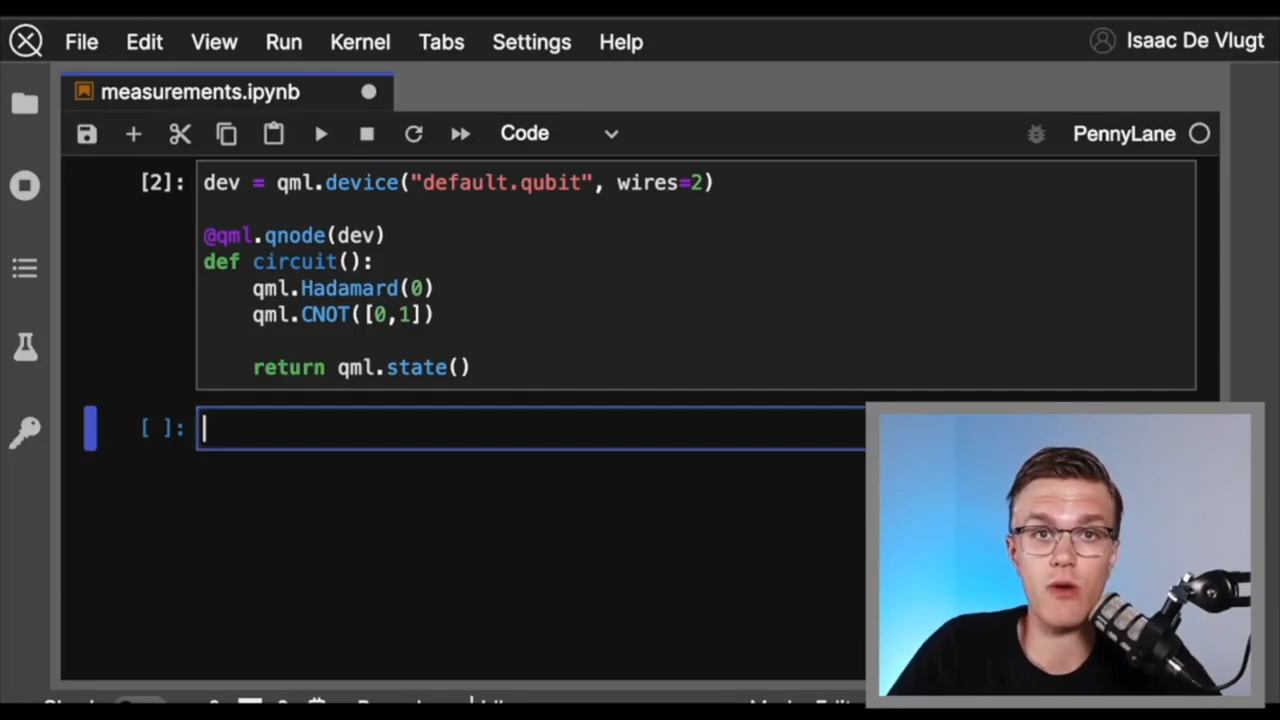 File Edit View Run Kernel Tabs Settings Help Isaac De Vlugt
measurements.ipynb
Code PennyLane
[2]: dev = qml.device("default.qubit", wires=2)
@qml.qnode(dev)
def circuit():
qml.Hadamard(0)
qml.CNOT([0,1])
return qml.state()
[ ]: